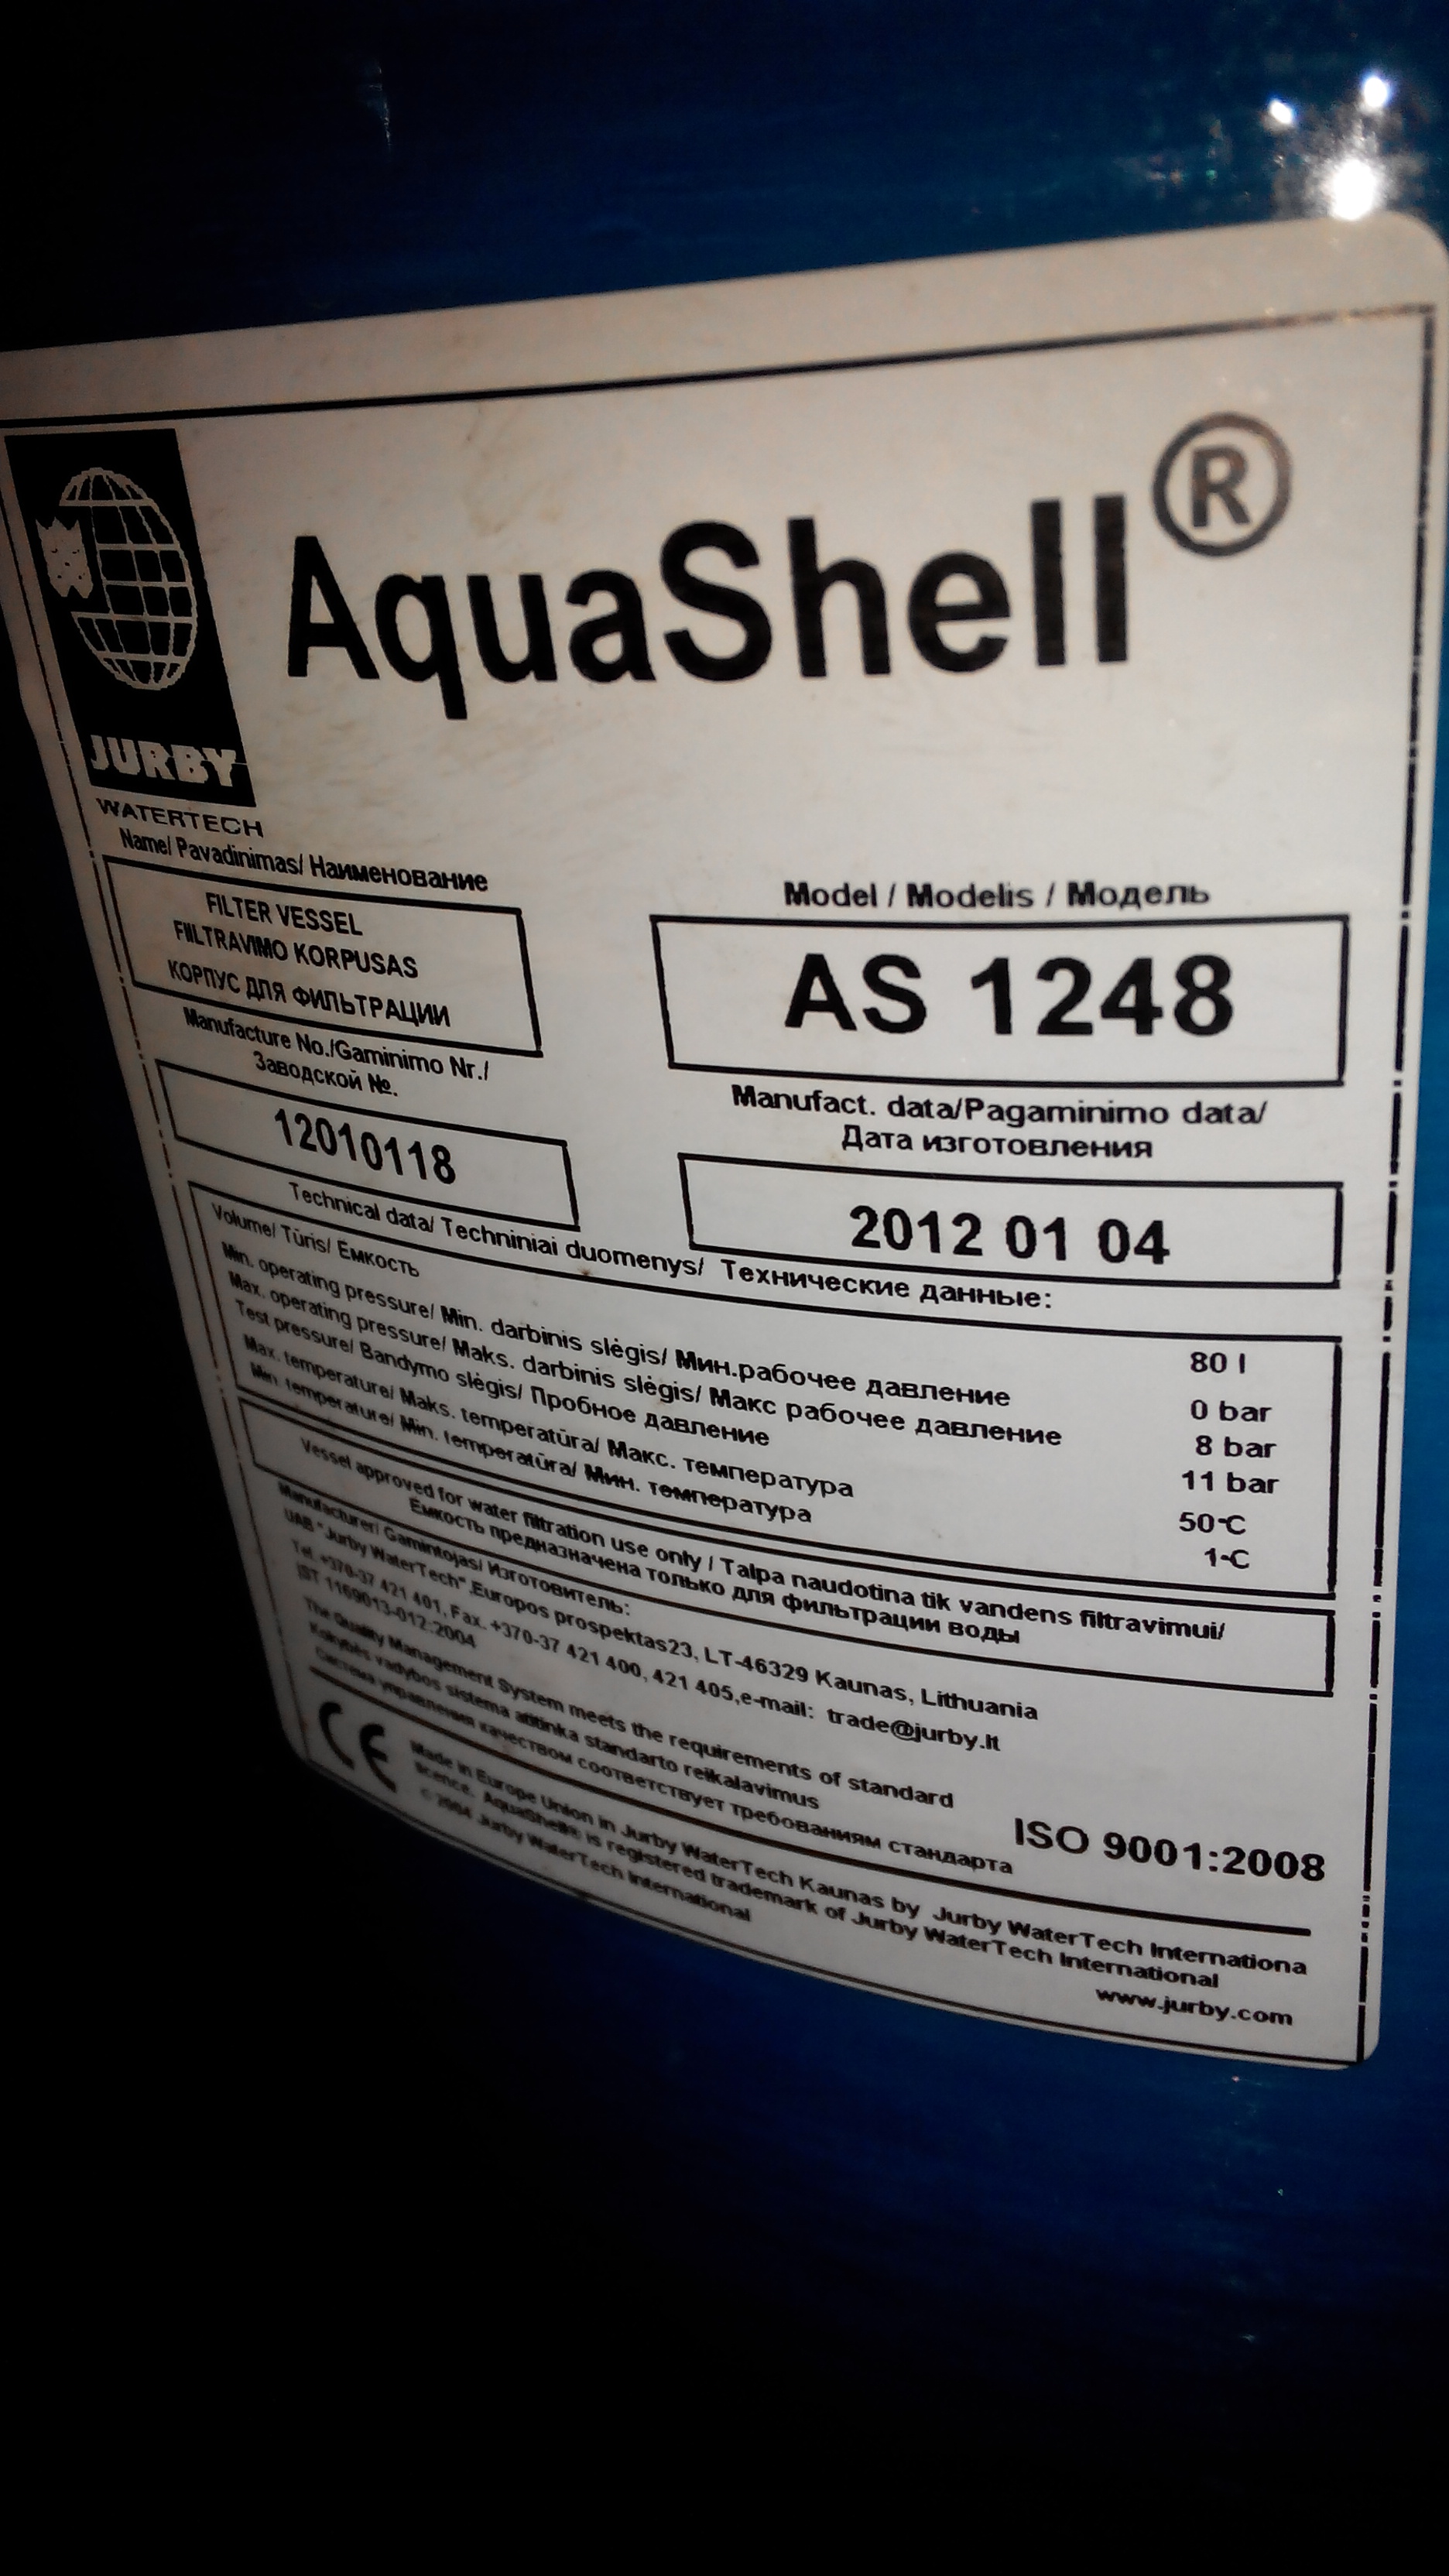 AquaShell®
JURBY
WATERTECH
Name/ Pavadinimas/ Наименование
FILTER VESSEL
FIILTRAVIMO KORPUSAS
КОРПУС ДЛЯ ФИЛЬТРАЦИИ
Model / Modelis / Модель
AS 1248
Manufacture No./Gaminimo Nr./
Заводской №.
12010118
Manufact. data/Pagaminimo data/
Дата изготовления
2012 01 04
Technical data/ Techniniai duomenys/ Технические данные:
Volume/ Tūris/ Емкость 80 l
Min. operating pressure/ Min. darbinis slėgis/ Мин.рабочее давление 0 bar
Max. operating pressure/ Maks. darbinis slėgis/ Макс рабочее давление 8 bar
Test pressure/ Bandymo slėgis/ Пробное давление 11 bar
Max. temperature/ Maks. temperatūra/ Макс. температура 50°C
Min. temperature/ Min. temperatūra/ Мин. температура 1°C
Vessel approved for water filtration use only / Talpa naudotina tik vandens filtravimui/
Емкость предназначена только для фильтрации воды
Manufacturer/ Gamintojas/ Изготовитель:
UAB "Jurby WaterTech",Europos prospektas23, LT-46329 Kaunas, Lithuania
Tel. +370-37 421 401, Fax. +370-37 421 400, 421 405,e-mail: trade@jurby.lt
IST 1169013-012:2004
The Quality Management System meets the requirements of standard
Kokybės vadybos sistema atitinka standarto reikalavimus
Система управления качеством соответствует требованиям стандарта
ISO 9001:2008
CE
Made in Europe Union in Jurby WaterTech Kaunas by Jurby WaterTech Internationa
licence. AquaShell® is registered trademark of Jurby WaterTech International
© 2004 Jurby WaterTech International
www.jurby.com